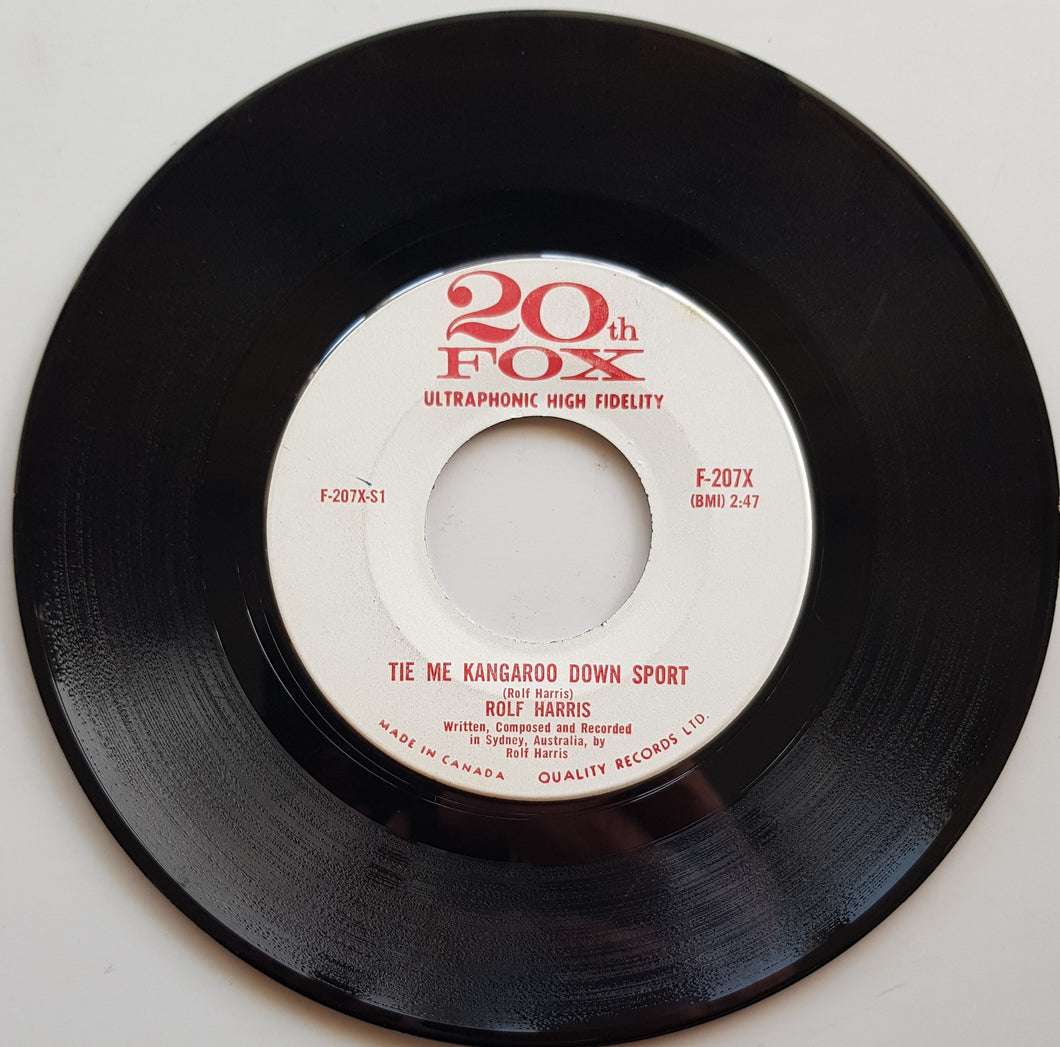 20th
FOX
ULTRAPHONIC HIGH FIDELITY
F-207X-S1
F-207X
(BMI) 2:47
TIE ME KANGAROO DOWN SPORT
(Rolf Harris)
ROLF HARRIS
Written, Composed and Recorded
in Sydney, Australia, by
Rolf Harris
MADE IN CANADA QUALITY RECORDS LTD.